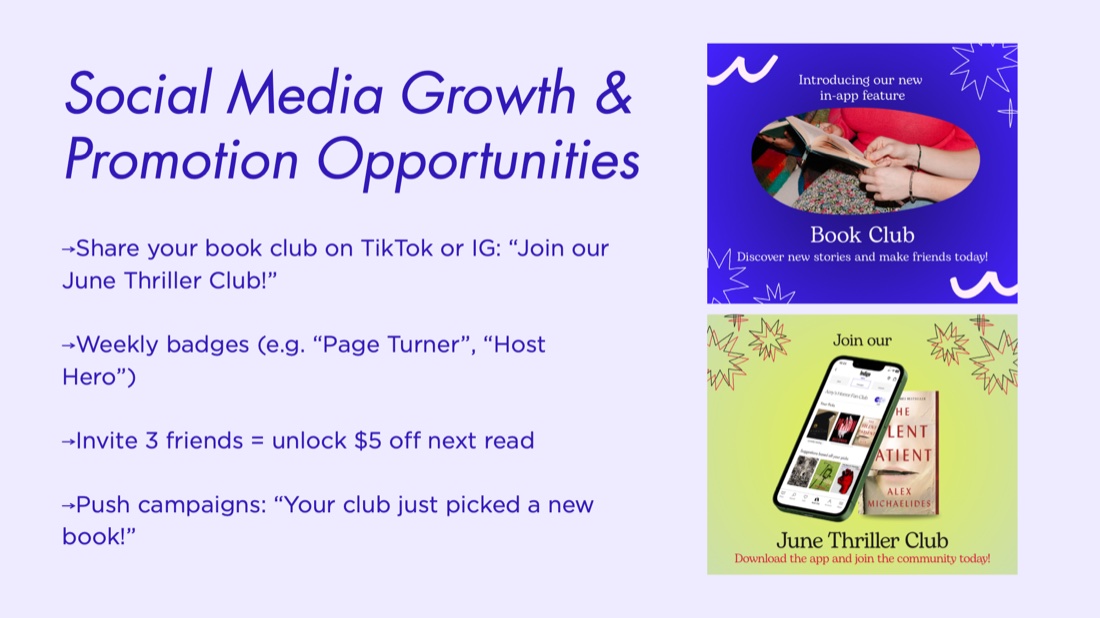 Social Media Growth &
Promotion Opportunities
→Share your book club on TikTok or IG: “Join our
June Thriller Club!”
→Weekly badges (e.g. “Page Turner”, “Host
Hero”)
→Invite 3 friends = unlock $5 off next read
→Push campaigns: “Your club just picked a new
book!”
Introducing our new
in-app feature
Book Club
Discover new stories and make friends today!
Join our
HE
LENT
ATIENT
ALEX
MICHAELIDES
June Thriller Club
Download the app and join the community today!